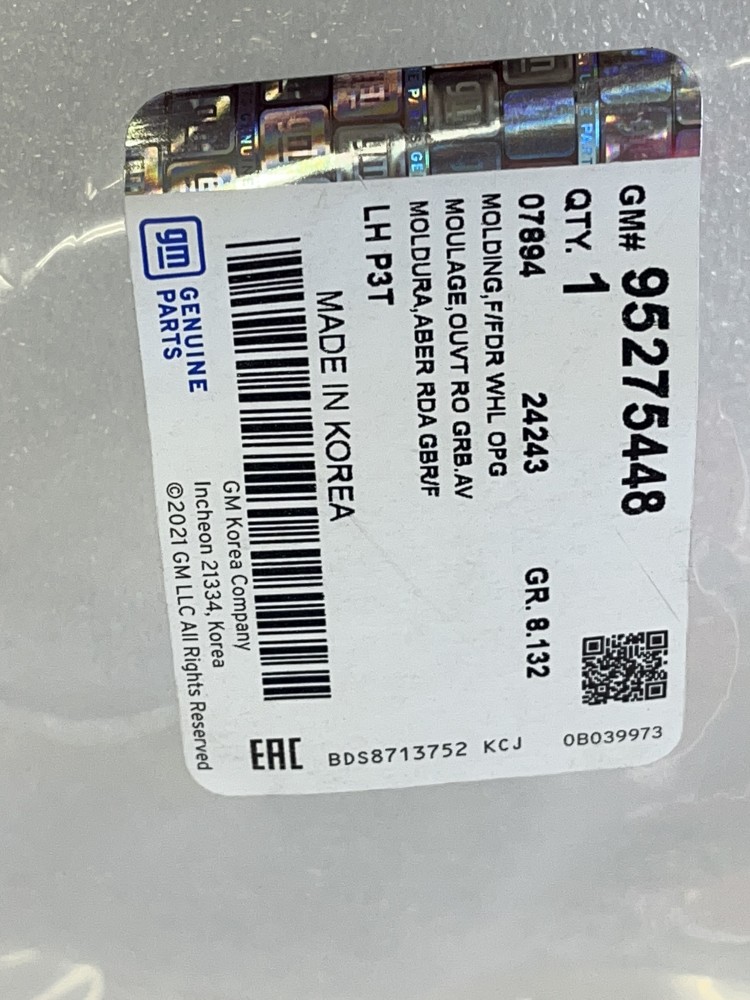 GM# 95275448
QTY. 1
07894 24243 GR. 8.132
MOLDING,F/FDR WHL OPG
MOULAGE,OUVT RO GRB.AV
MOLDURA,ABER RDA GBR/F
LH P3T
MADE IN KOREA
gm GENUINE
PARTS
GM Korea Company
Incheon 21334, Korea
©2021 GM LLC All Rights Reserved
EAC
BDS8713752 KCJ
0B039973